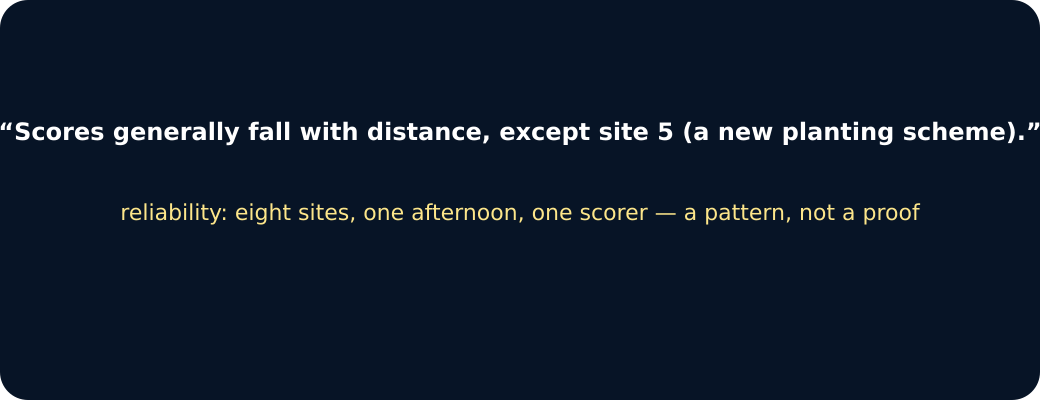 “Scores generally fall with distance, except site 5 (a new planting scheme).”
reliability: eight sites, one afternoon, one scorer — a pattern, not a proof